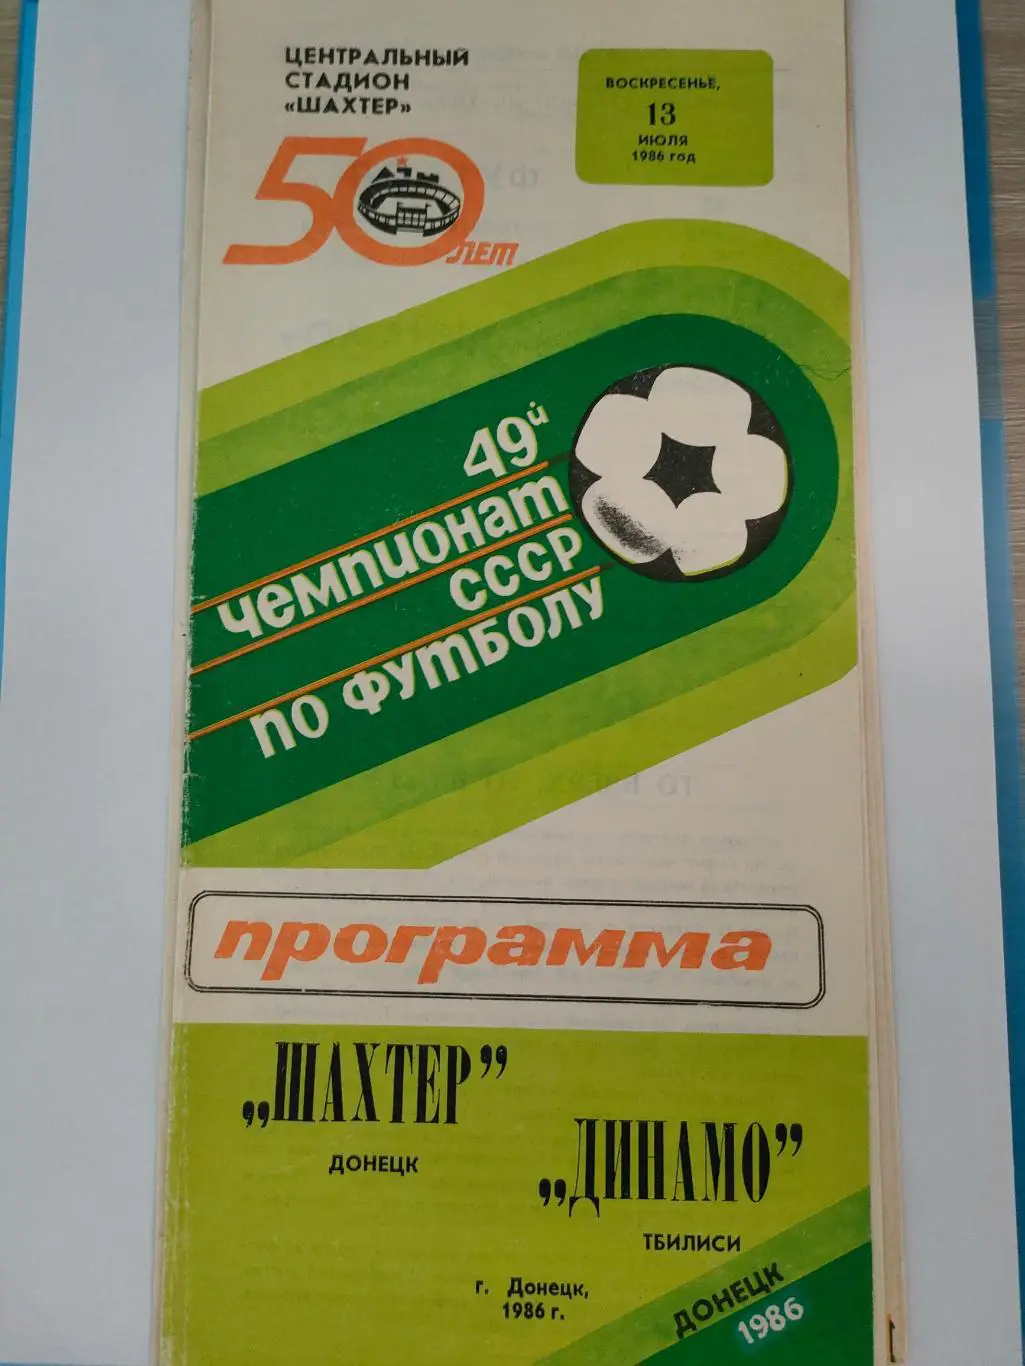 ЦЕНТРАЛЬНЫЙ
СТАДИОН
«ШАХТЕР»
50
ЛЕТ
ВОСКРЕСЕНЬЕ,
13
ИЮЛЯ
1986 год
49й
Чемпионат
СССР
по футболу
программа
„ШАХТЕР”
ДОНЕЦК
„ДИНАМО”
ТБИЛИСИ
г. Донецк,
1986 г.
ДОНЕЦК
1986